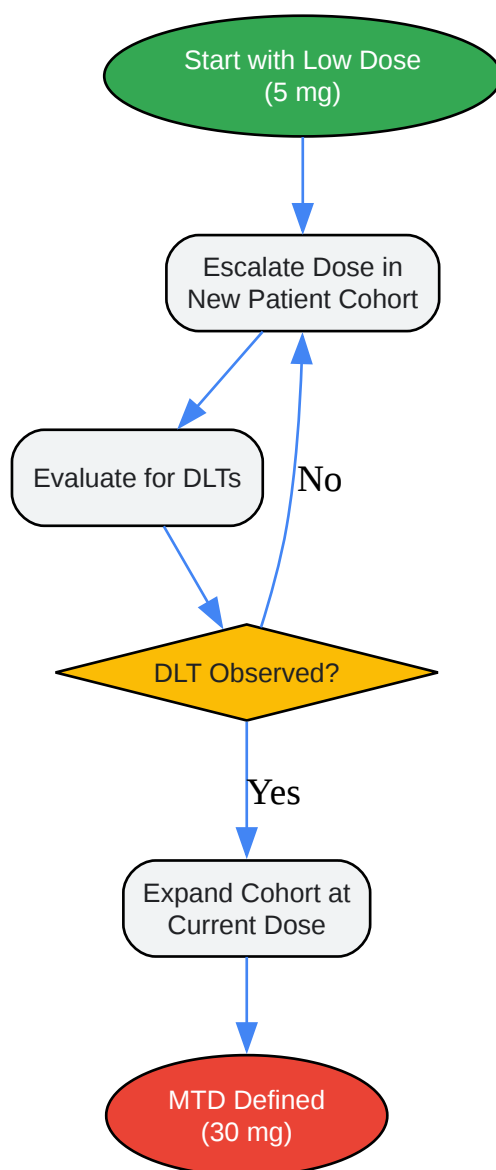 Start with Low Dose
(5 mg)
Escalate Dose in
New Patient Cohort
Evaluate for DLTs
No
DLT Observed?
Yes
Expand Cohort at
Current Dose
MTD Defined
(30 mg)